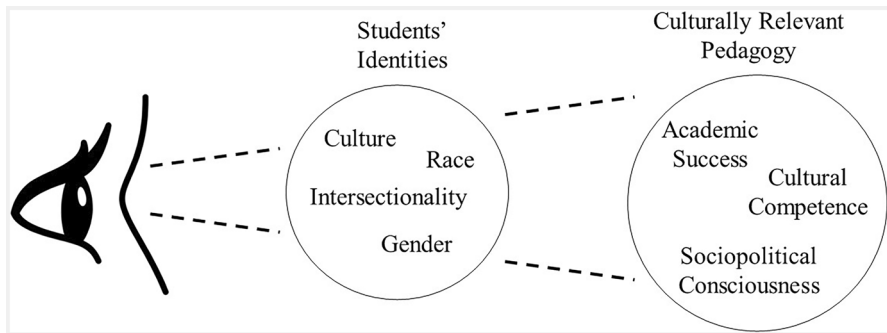 Students’
Identities
Culture
Race
Intersectionality
Gender
Culturally Relevant
Pedagogy
Academic
Success
Cultural
Competence
Sociopolitical
Consciousness